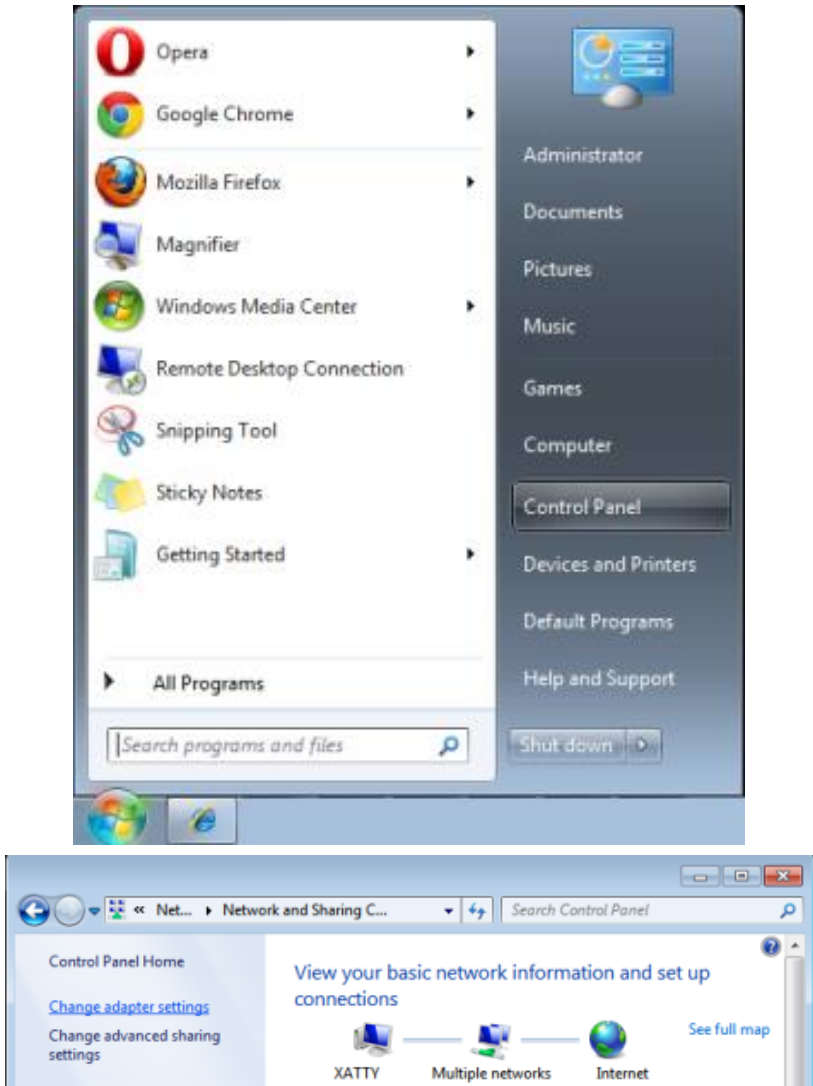 Opera
Google Chrome
Mozilla Firefox
Magnifier
Windows Media Center
Remote Desktop Connection
Snipping Tool
Sticky Notes
Getting Started
All Programs
Search programs and files
Administrator
Documents
Pictures
Music
Games
Computer
Control Panel
Devices and Printers
Default Programs
Help and Support
Shut down
« Net... Network and Sharing C...
Search Control Panel
Control Panel Home
Change adapter settings
Change advanced sharing
settings
View your basic network information and set up
connections
See full map
XATTY Multiple networks Internet